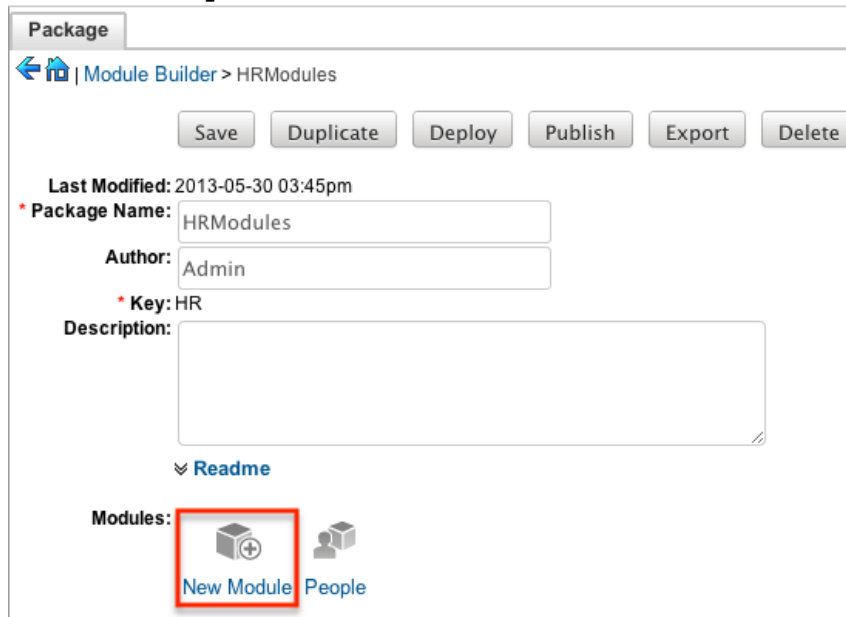 Package
| Module Builder > HRModules
Save Duplicate Deploy Publish Export Delete
Last Modified: 2013-05-30 03:45pm
* Package Name: HRModules
Author: Admin
* Key: HR
Description:
Readme
Modules:
New Module People